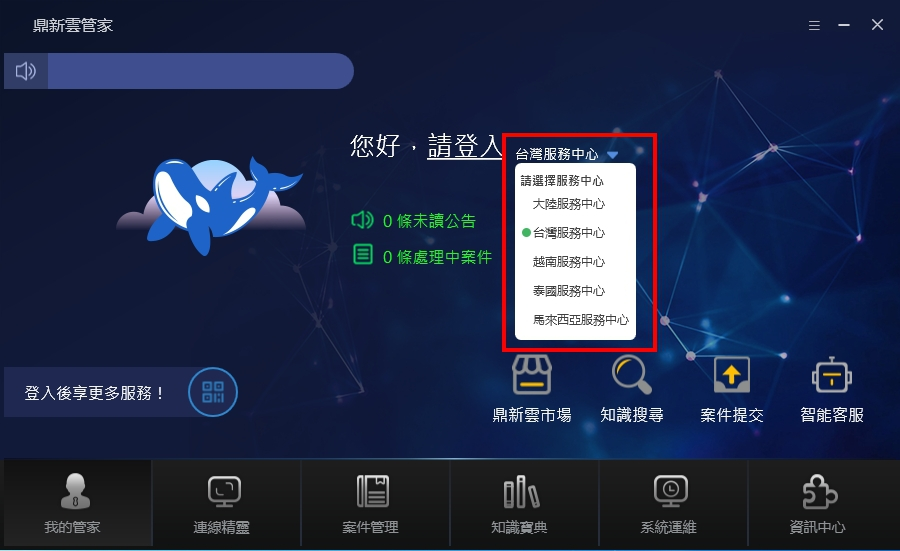 鼎新雲管家
您好，請登入
台灣服務中心
請選擇服務中心
大陸服務中心
台灣服務中心
越南服務中心
泰國服務中心
馬來西亞服務中心
0 條未讀公告
0 條處理中案件
登入後享更多服務！
鼎新雲市場
知識搜尋
案件提交
智能客服
我的管家
連線精靈
案件管理
知識寶典
系統運維
資訊中心